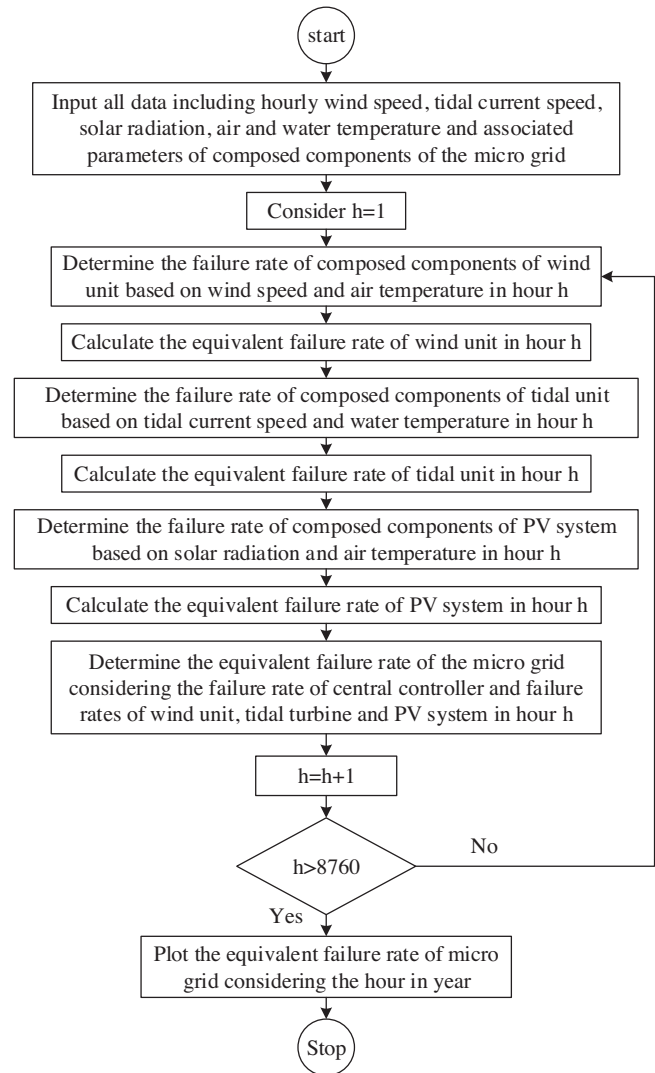 start
Input all data including hourly wind speed, tidal current speed,
solar radiation, air and water temperature and associated
parameters of composed components of the micro grid
Consider h=1
Determine the failure rate of composed components of wind
unit based on wind speed and air temperature in hour h
Calculate the equivalent failure rate of wind unit in hour h
Determine the failure rate of composed components of tidal unit
based on tidal current speed and water temperature in hour h
Calculate the equivalent failure rate of tidal unit in hour h
Determine the failure rate of composed components of PV system
based on solar radiation and air temperature in hour h
Calculate the equivalent failure rate of PV system in hour h
Determine the equivalent failure rate of the micro grid
considering the failure rate of central controller and failure
rates of wind unit, tidal turbine and PV system in hour h
h=h+1
h>8760
No
Yes
Plot the equivalent failure rate of micro
grid considering the hour in year
Stop